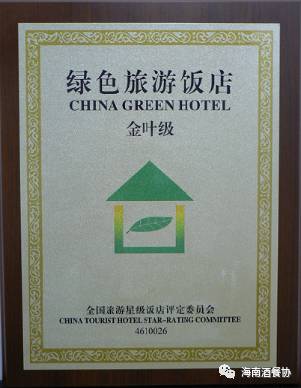 绿色旅游饭店
CHINA GREEN HOTEL
金叶级
全国旅游星级饭店评定委员会
CHINA TOURIST HOTEL STAR-RATING COMMITTEE
4610026
海南酒餐协